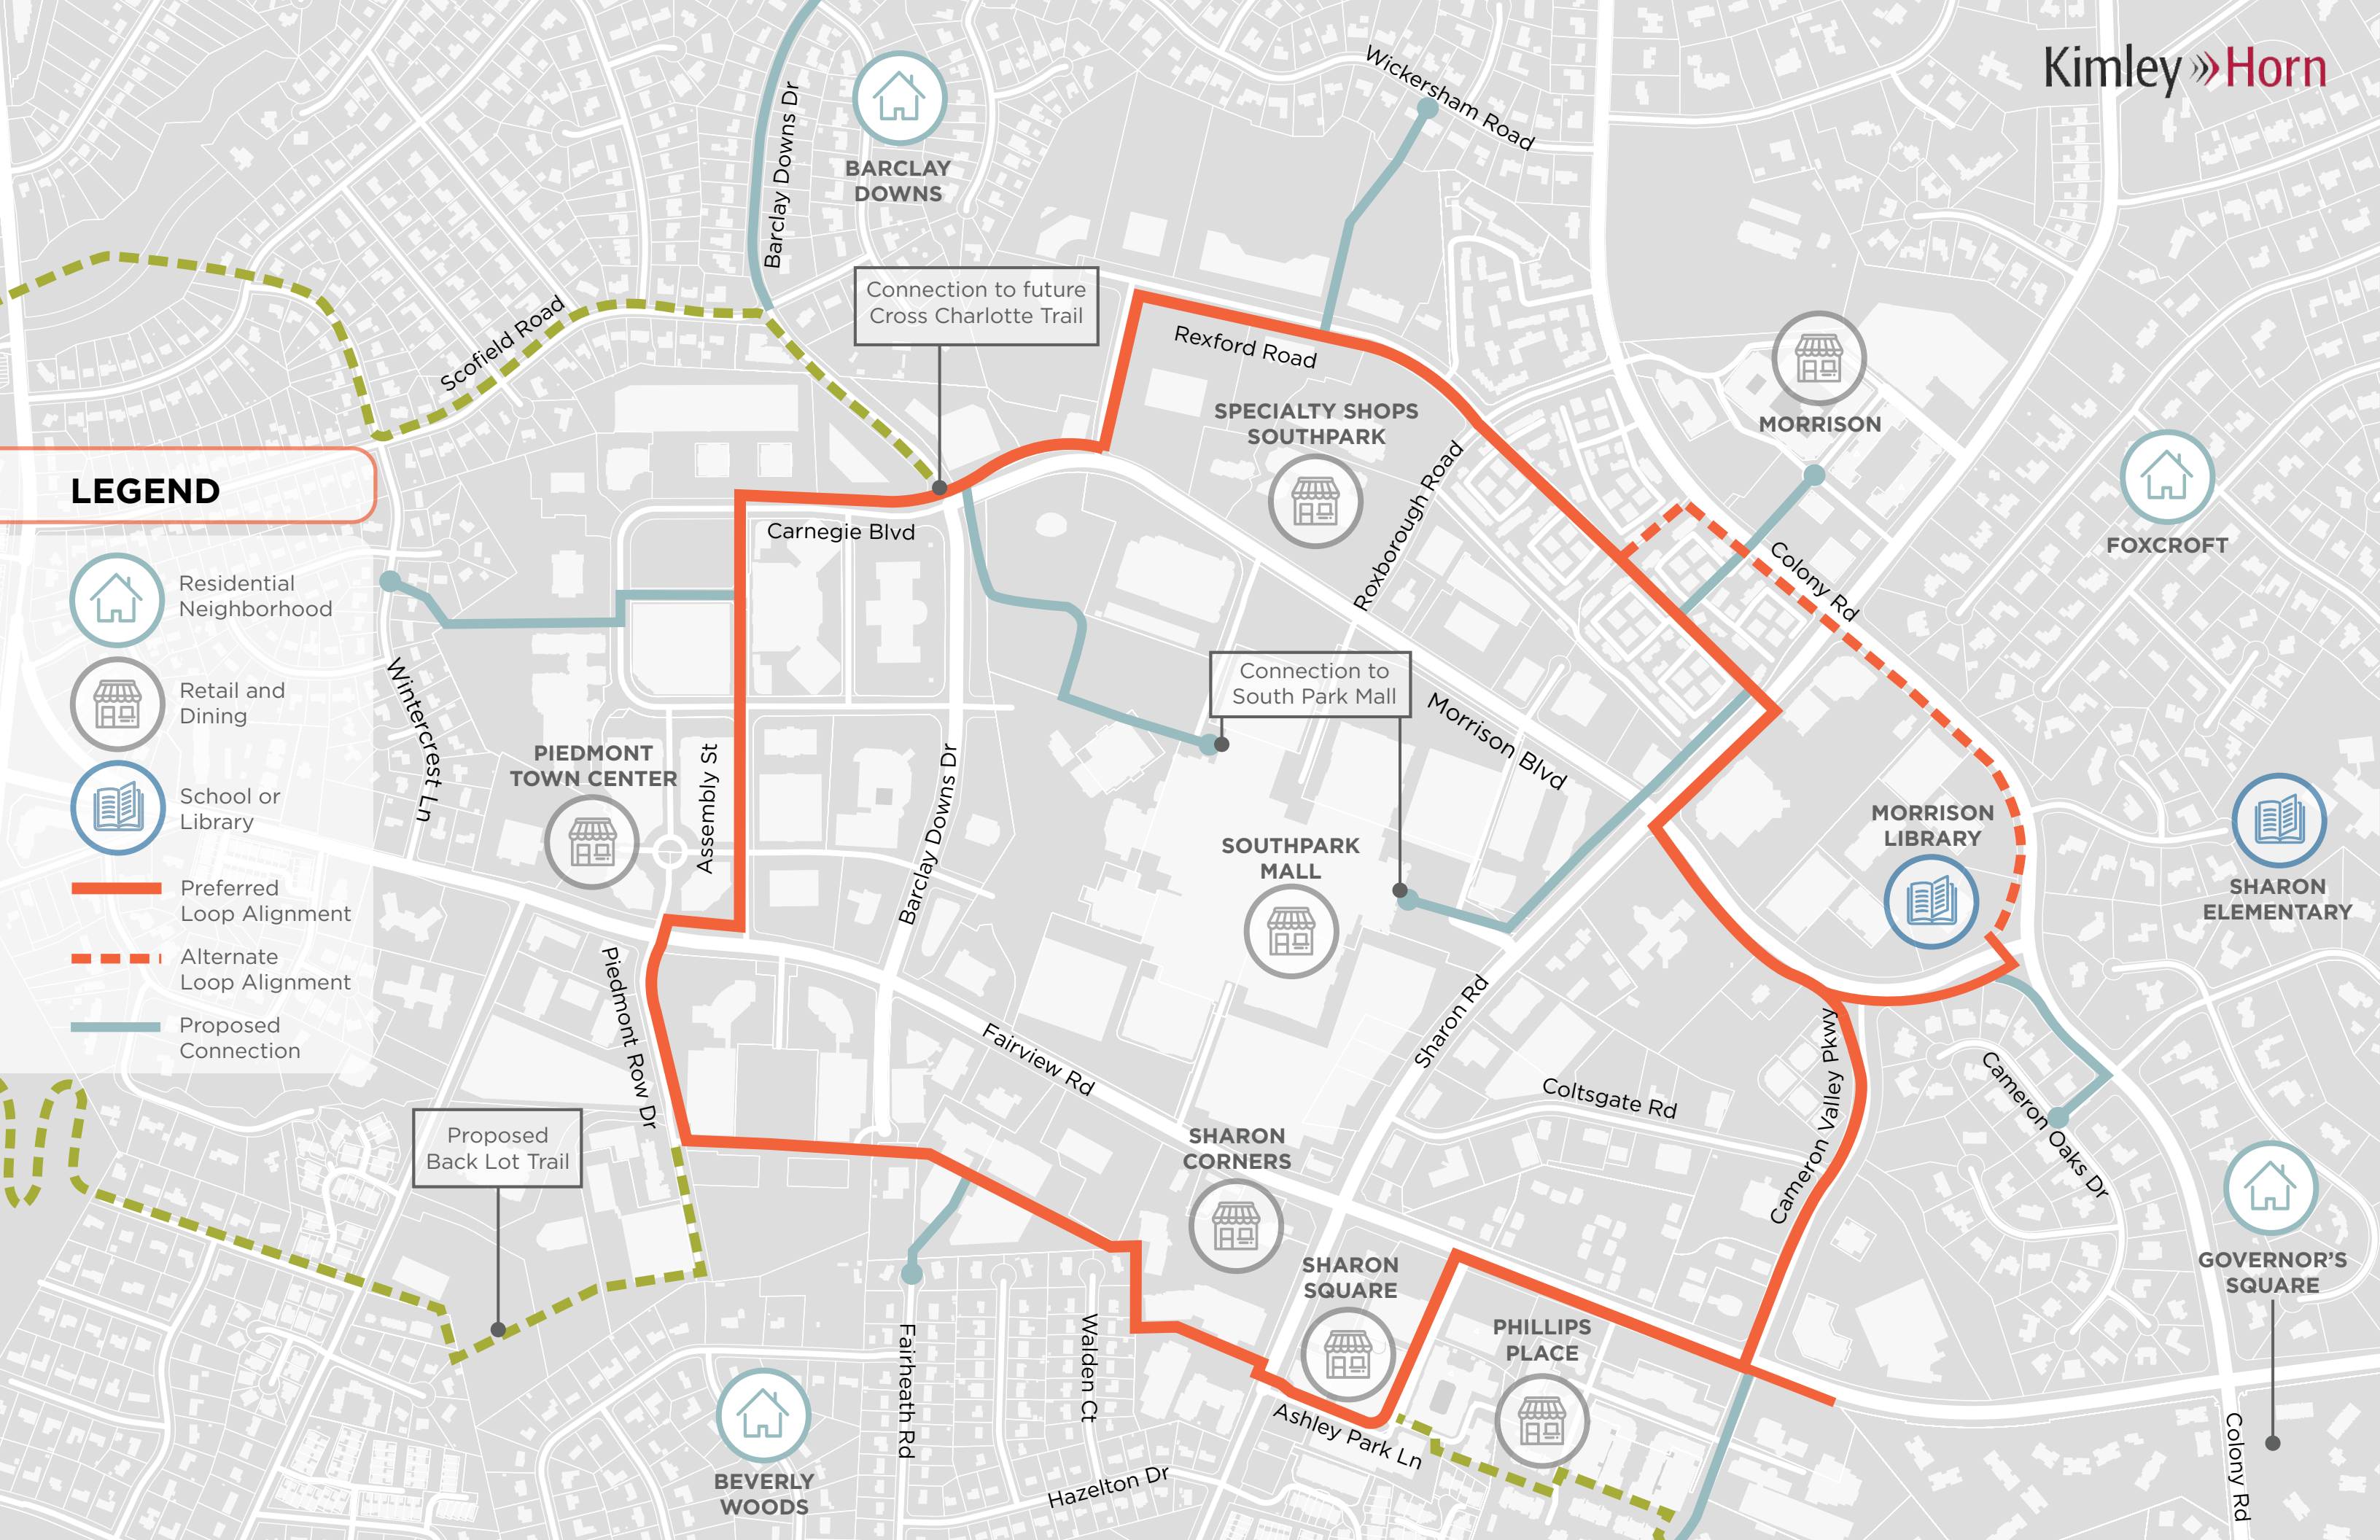 Kimley Horn
Wickersham Road
Barclay Downs Dr
BARCLAY
DOWNS
Connection to future
Cross Charlotte Trail
Scofield Road
Rexford Road
SPECIALTY SHOPS
SOUTHPARK
MORRISON
Roxborough Road
FOXCROFT
Colony Rd
Carnegie Blvd
LEGEND
Residential
Neighborhood
Retail and
Dining
School or
Library
Preferred
Loop Alignment
Alternate
Loop Alignment
Proposed
Connection
Wintercrest Ln
PIEDMONT
TOWN CENTER
Assembly St
Barclay Downs Dr
Connection to
South Park Mall
Morrison Blvd
SOUTHPARK
MALL
MORRISON
LIBRARY
SHARON
ELEMENTARY
Piedmont Row Dr
Fairview Rd
Sharon Rd
Coltsgate Rd
Cameron Valley Pkwy
Cameron Oaks Dr
Proposed
Back Lot Trail
SHARON
CORNERS
SHARON
SQUARE
PHILLIPS
PLACE
GOVERNOR'S
SQUARE
Fairheath Rd
Walden Ct
Ashley Park Ln
Hazelton Dr
BEVERLY
WOODS
Colony Rd